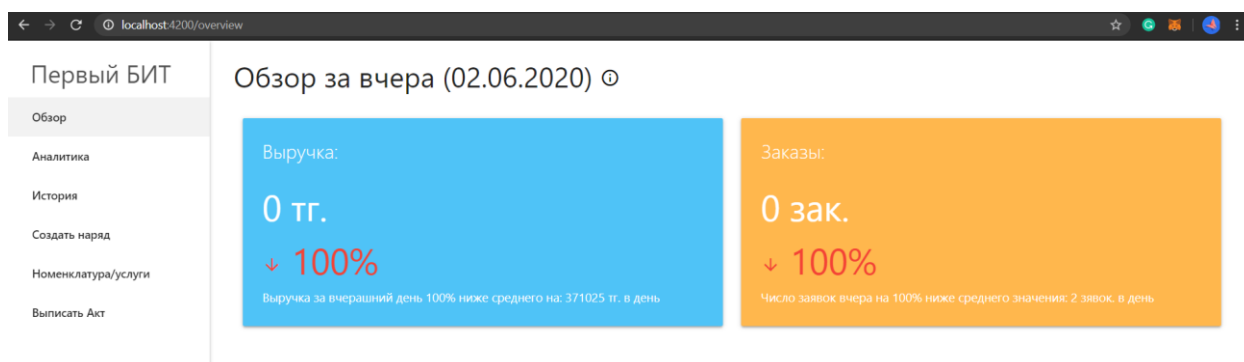 localhost:4200/overview
Первый БИТ
Обзор
Аналитика
История
Создать наряд
Номенклатура/услуги
Выписать Акт
Обзор за вчера (02.06.2020)
Выручка:
0 тг.
↓ 100%
Выручка за вчерашний день 100% ниже среднего на: 371025 тг. в день
Заказы:
0 зак.
↓ 100%
Число заявок вчера на 100% ниже среднего значения: 2 зявок. в день